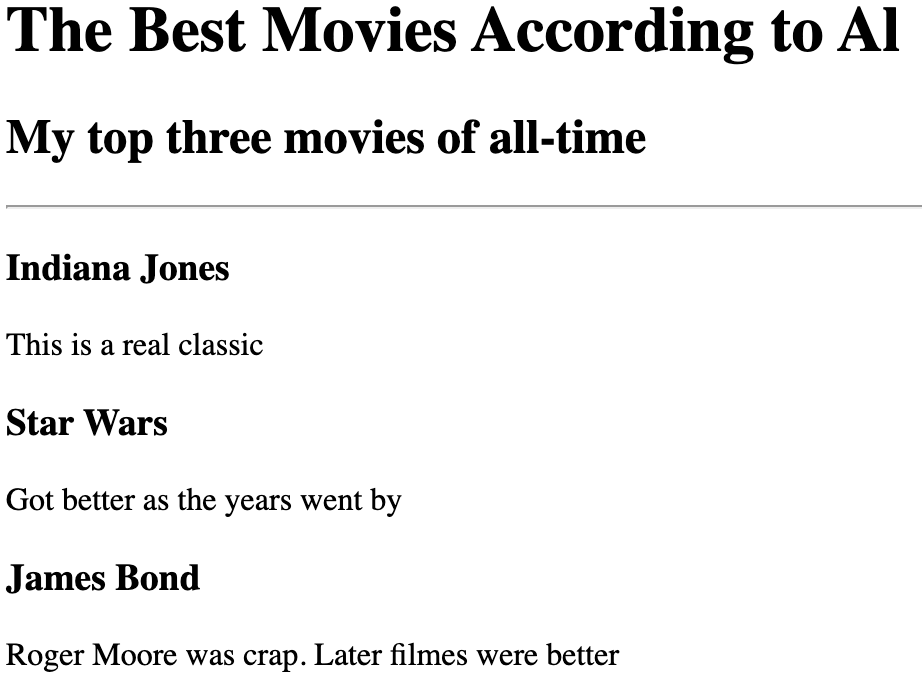 The Best Movies According to Al
My top three movies of all-time
Indiana Jones
This is a real classic
Star Wars
Got better as the years went by
James Bond
Roger Moore was crap. Later filmes were better